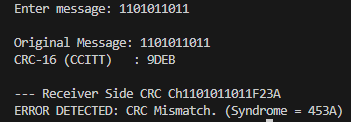 Enter message: 1101011011
Original Message: 1101011011
CRC-16 (CCITT)   : 9DEB
--- Receiver Side CRC Ch1101011011F23A
ERROR DETECTED: CRC Mismatch. (Syndrome = 453A)